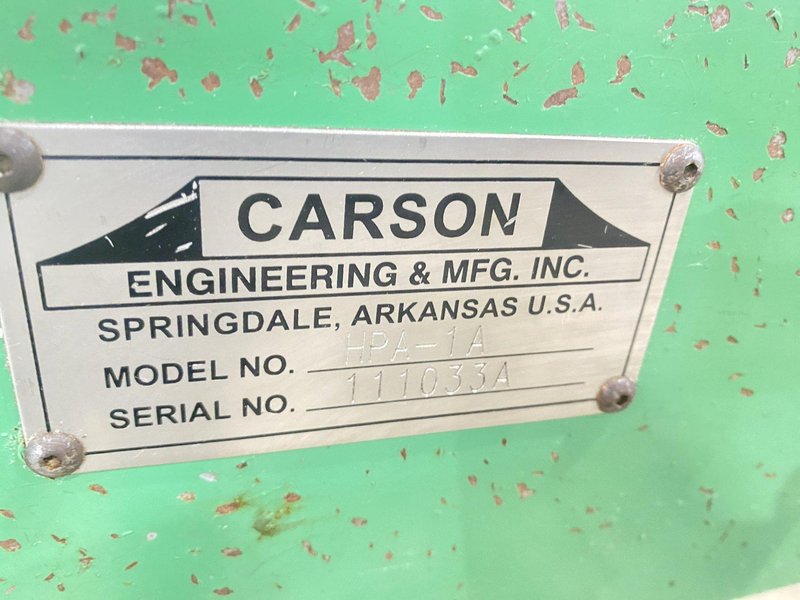 CARSON
ENGINEERING & MFG. INC.
SPRINGDALE, ARKANSAS U.S.A.
MODEL NO. HPA-1A
SERIAL NO. 111033A